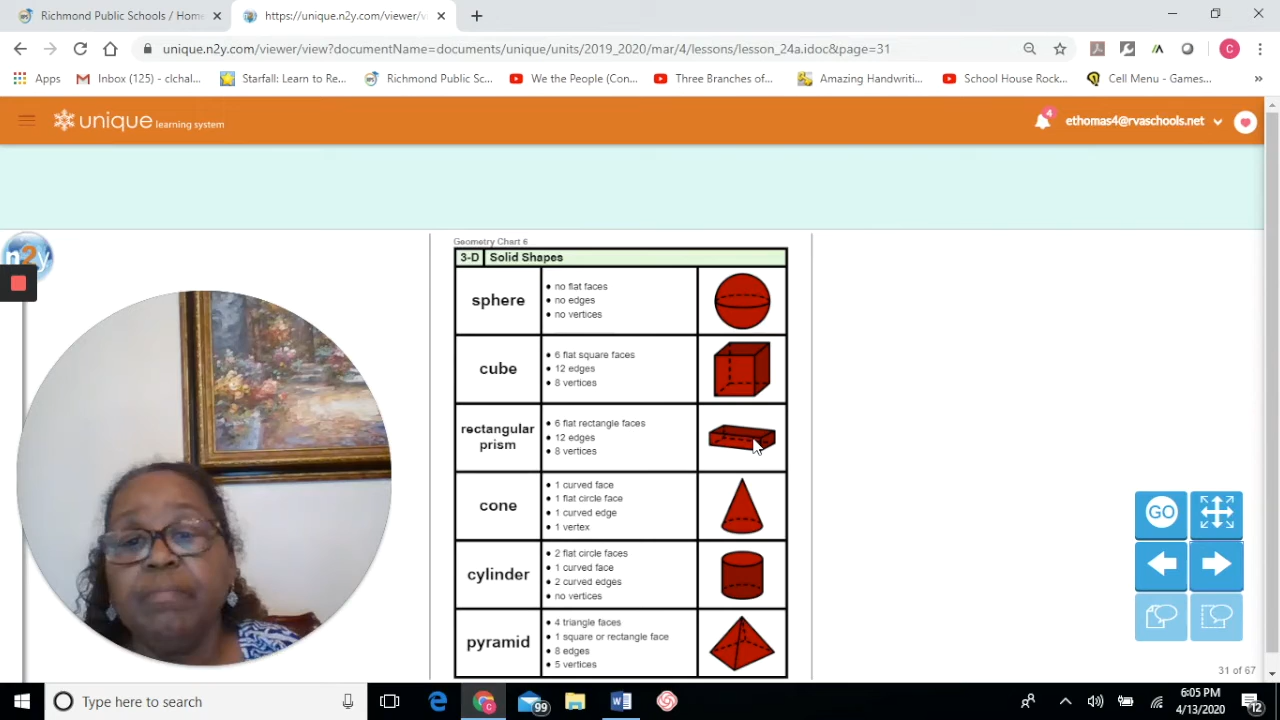 Richmond Public Schools / Home
https://unique.n2y.com/viewer/v
unique.n2y.com/viewer/view?documentName=documents/unique/units/2019_2020/mar/4/lessons/lesson_24a.idoc&page=31
C
Apps
Inbox (125) - clchal...
Starfall: Learn to Re...
Richmond Public Sc...
We the People (Con...
Three Branches of...
Amazing Handwriti...
School House Rock...
Cell Menu - Games...
»
unique learning system
4
ethomas4@rvaschools.net
n2y
Geometry Chart 6
3-D Solid Shapes
sphere
• no flat faces
• no edges
• no vertices
cube
• 6 flat square faces
• 12 edges
• 8 vertices
rectangular
prism
• 6 flat rectangle faces
• 12 edges
• 8 vertices
cone
• 1 curved face
• 1 flat circle face
• 1 curved edge
• 1 vertex
cylinder
• 2 flat circle faces
• 1 curved face
• 2 curved edges
• no vertices
pyramid
• 4 triangle faces
• 1 square or rectangle face
• 8 edges
• 5 vertices
GO
31 of 67
Type here to search
99
6:05 PM
4/13/2020
12